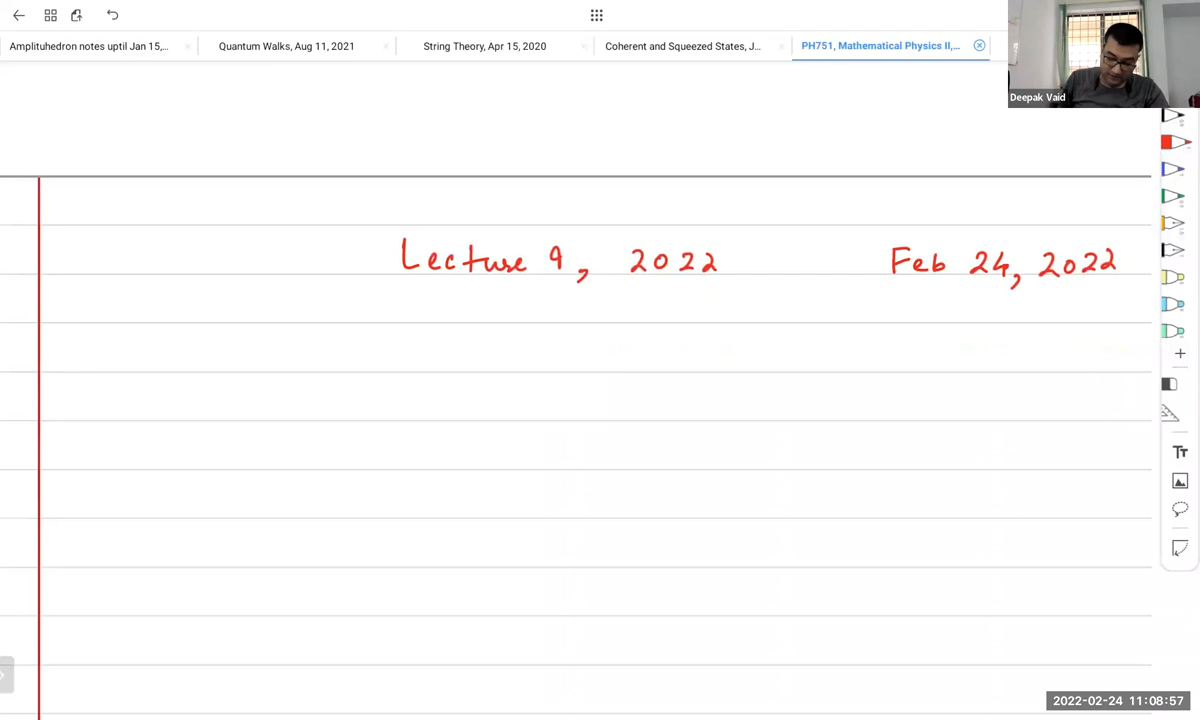 Amplituhedron notes uptil Jan 15,...
Quantum Walks, Aug 11, 2021
String Theory, Apr 15, 2020
Coherent and Squeezed States, J...
PH751, Mathematical Physics II,...
Deepak Vaid
Lecture 9, 2022 Feb 24, 2022
Tт
2022-02-24 11:08:57